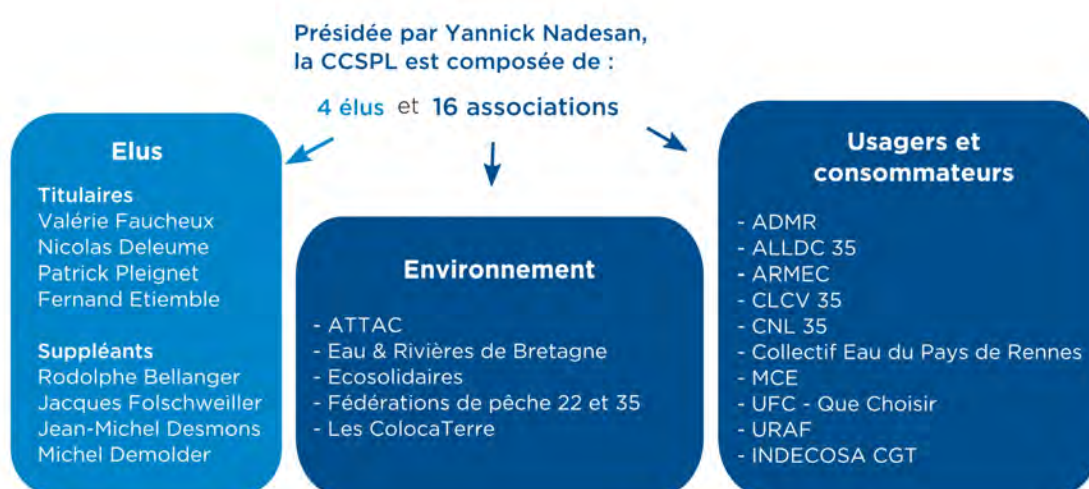 Présidée par Yannick Nadesan,
la CCSPL est composée de :
4 élus et 16 associations
Elus
Titulaires
Valérie Faucheux
Nicolas Deleume
Patrick Pleignet
Fernand Etiemble
Suppléants
Rodolphe Bellanger
Jacques Folschweiller
Jean-Michel Desmons
Michel Demolder
Environnement
- ATTAC
- Eau & Rivières de Bretagne
- Ecosolidaires
- Fédérations de pêche 22 et 35
- Les ColocaTerre
Usagers et
consommateurs
- ADMR
- ALLDC 35
- ARMEC
- CLCV 35
- CNL 35
- Collectif Eau du Pays de Rennes
- MCE
- UFC - Que Choisir
- URAF
- INDECOSA CGT